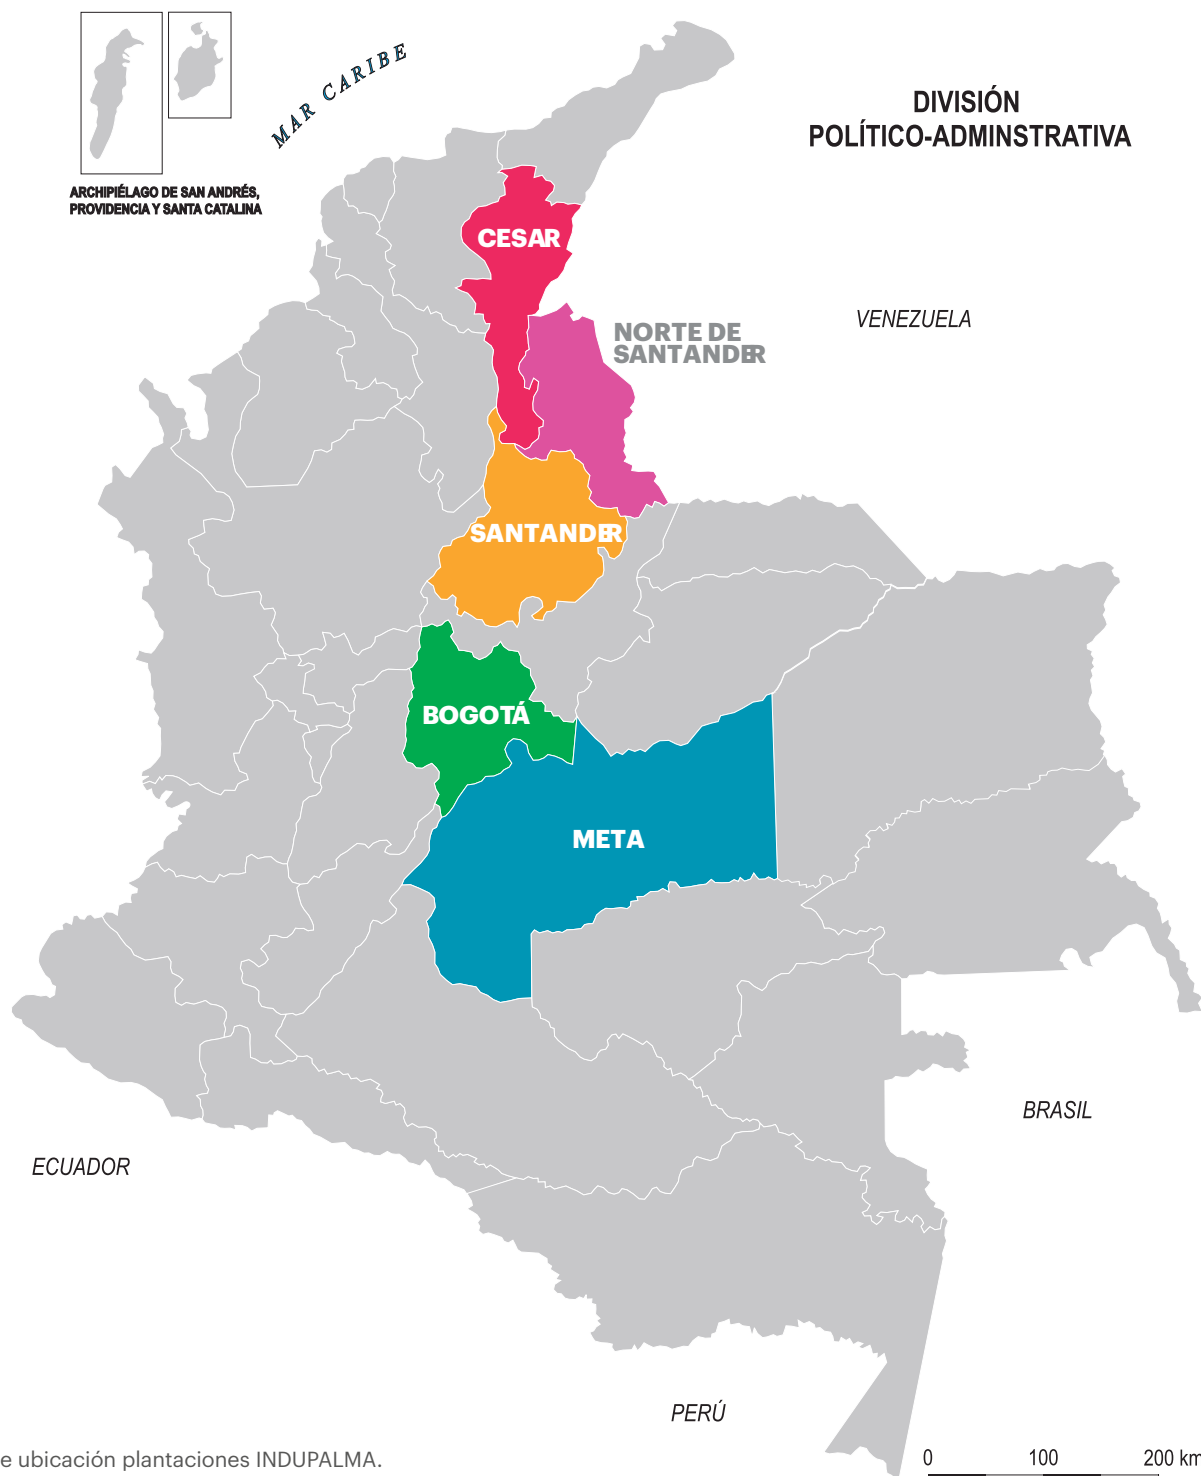 MAR CARIBE
DIVISIÓN
POLÍTICO-ADMINSTRATIVA
ARCHIPIÉLAGO DE SAN ANDRÉS,
PROVIDENCIA Y SANTA CATALINA
CESAR
VENEZUELA
NORTE DE
SANTANDER
SANTANDER
BOGOTÁ
META
BRASIL
ECUADOR
PERÚ
e ubicación plantaciones INDUPALMA.
0 100 200 km